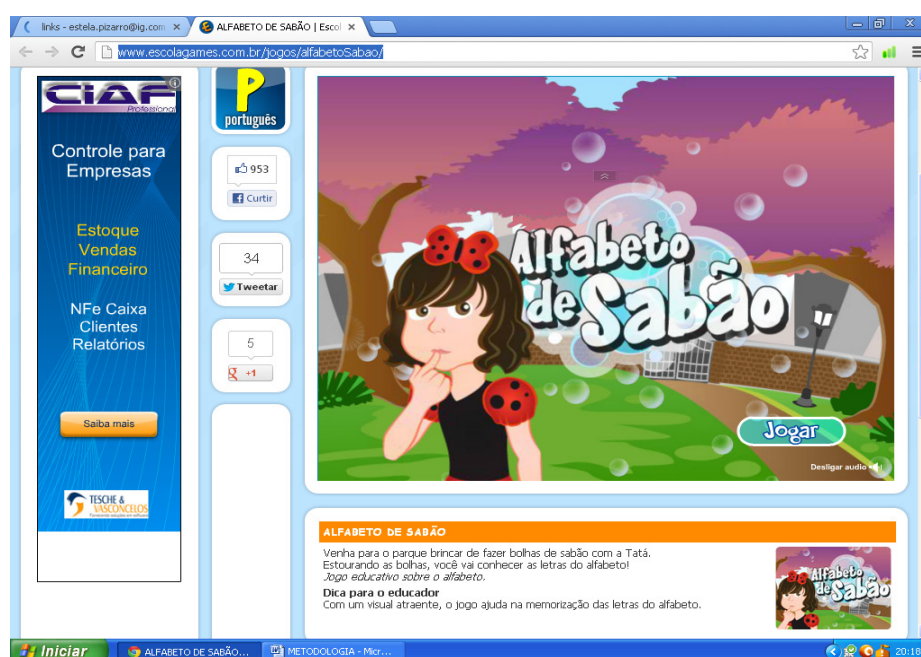 links - estela.pizarro@ig.com
ALFABETO DE SABÃO | Escol
www.escolagames.com.br/jogos/alfabetoSabao/
CIAF
Professional
Controle para
Empresas
Estoque
Vendas
Financeiro
NFe Caixa
Clientes
Relatórios
Saiba mais
TESCHE &
VASCONCELOS
P
português
953
Curtir
34
Tweetar
5
+1
Alfabeto
de Sabão
Jogar
Desligar audio
ALFABETO DE SABÃO
Venha para o parque brincar de fazer bolhas de sabão com a Tatá.
Estourando as bolhas, você vai conhecer as letras do alfabeto!
Jogo educativo sobre o alfabeto.
Dica para o educador
Com um visual atraente, o jogo ajuda na memorização das letras do alfabeto.
Alfabeto
de Sabão
Iniciar
ALFABETO DE SABÃO...
METODOLOGIA - Micr...
20:18